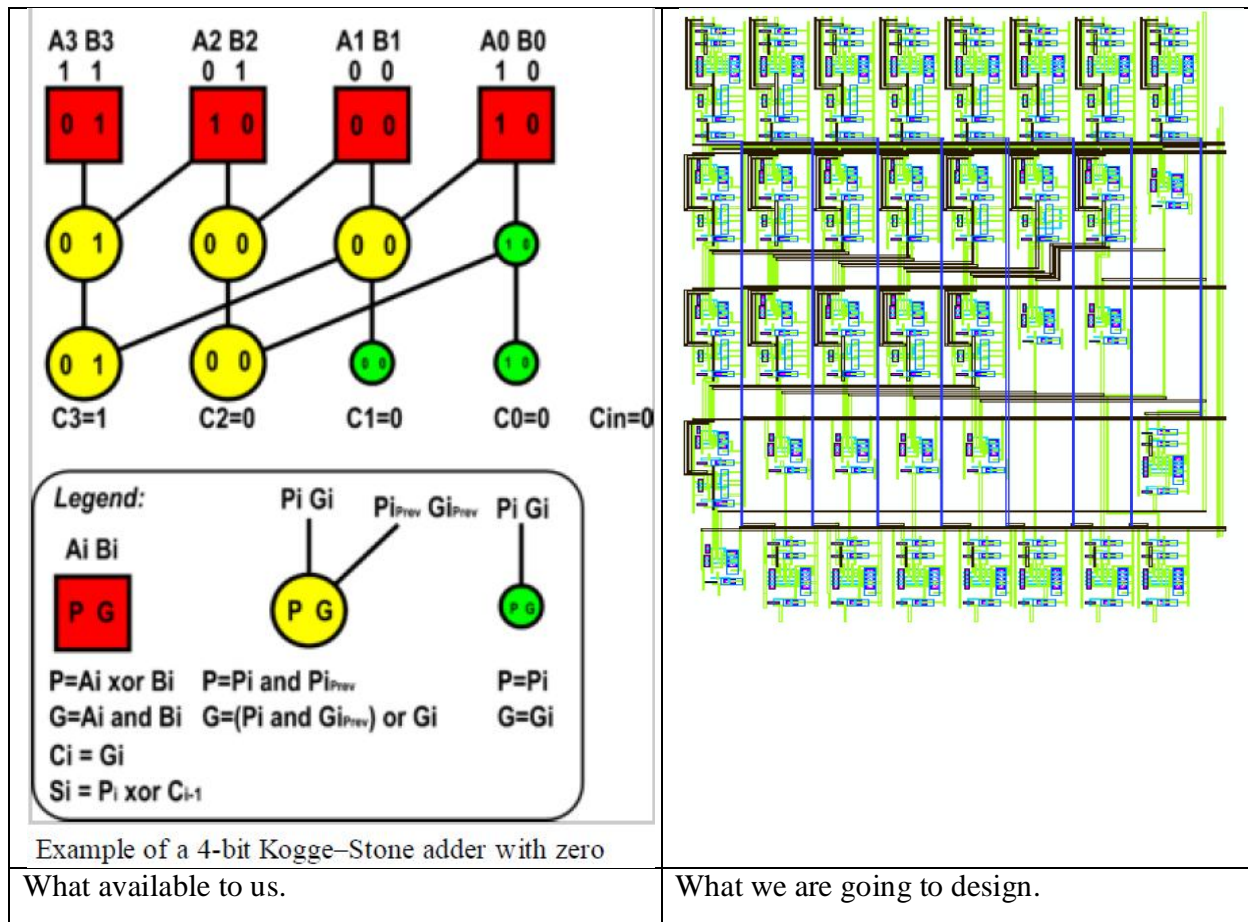 A3 B3 A2 B2 A1 B1 A0 B0
1 1 0 1 0 0 1 0
0 1 1 0 0 0 1 0
0 1 0 0 0 0 1 0
0 1 0 0 0 0 1 0
C3=1 C2=0 C1=0 C0=0 Cin=0
Legend:
Pi Gi PiPrev GiPrev Pi Gi
Ai Bi
P G P G P G
P=Ai xor Bi P=Pi and PiPrev P=Pi
G=Ai and Bi G=(Pi and GiPrev) or Gi G=Gi
Ci = Gi
Si = Pi xor Ci-1
Example of a 4-bit Kogge–Stone adder with zero
What available to us. What we are going to design.